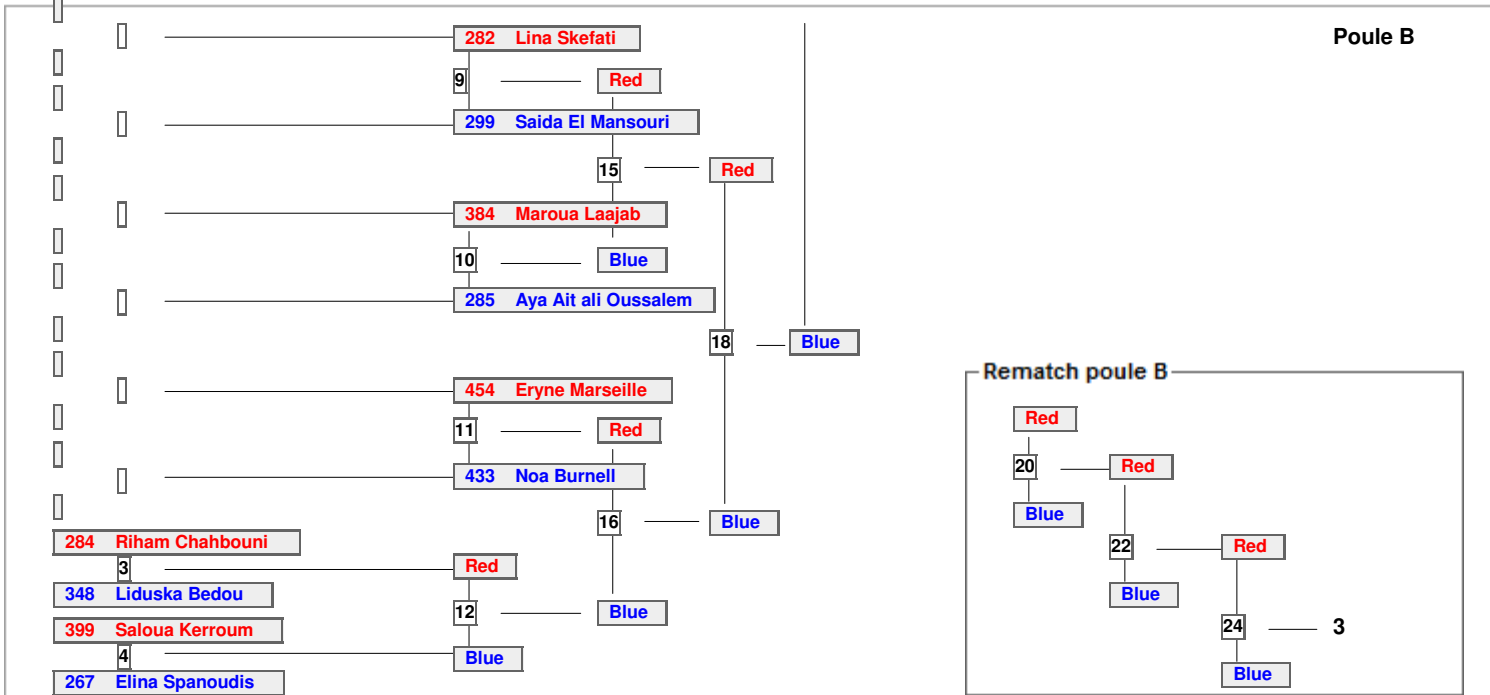 282 Lina Skefati
Poule B
9 Red
299 Saida El Mansouri
15 Red
384 Maroua Laajab
10 Blue
285 Aya Ait ali Oussalem
18 Blue
454 Eryne Marseille
11 Red
433 Noa Burnell
16 Blue
284 Riham Chahbouni
3 Red
348 Liduska Bedou
12 Blue
399 Saloua Kerroum
4 Blue
267 Elina Spanoudis
Rematch poule B
Red
20 Red
Blue
22 Red
Blue
24 3
Blue